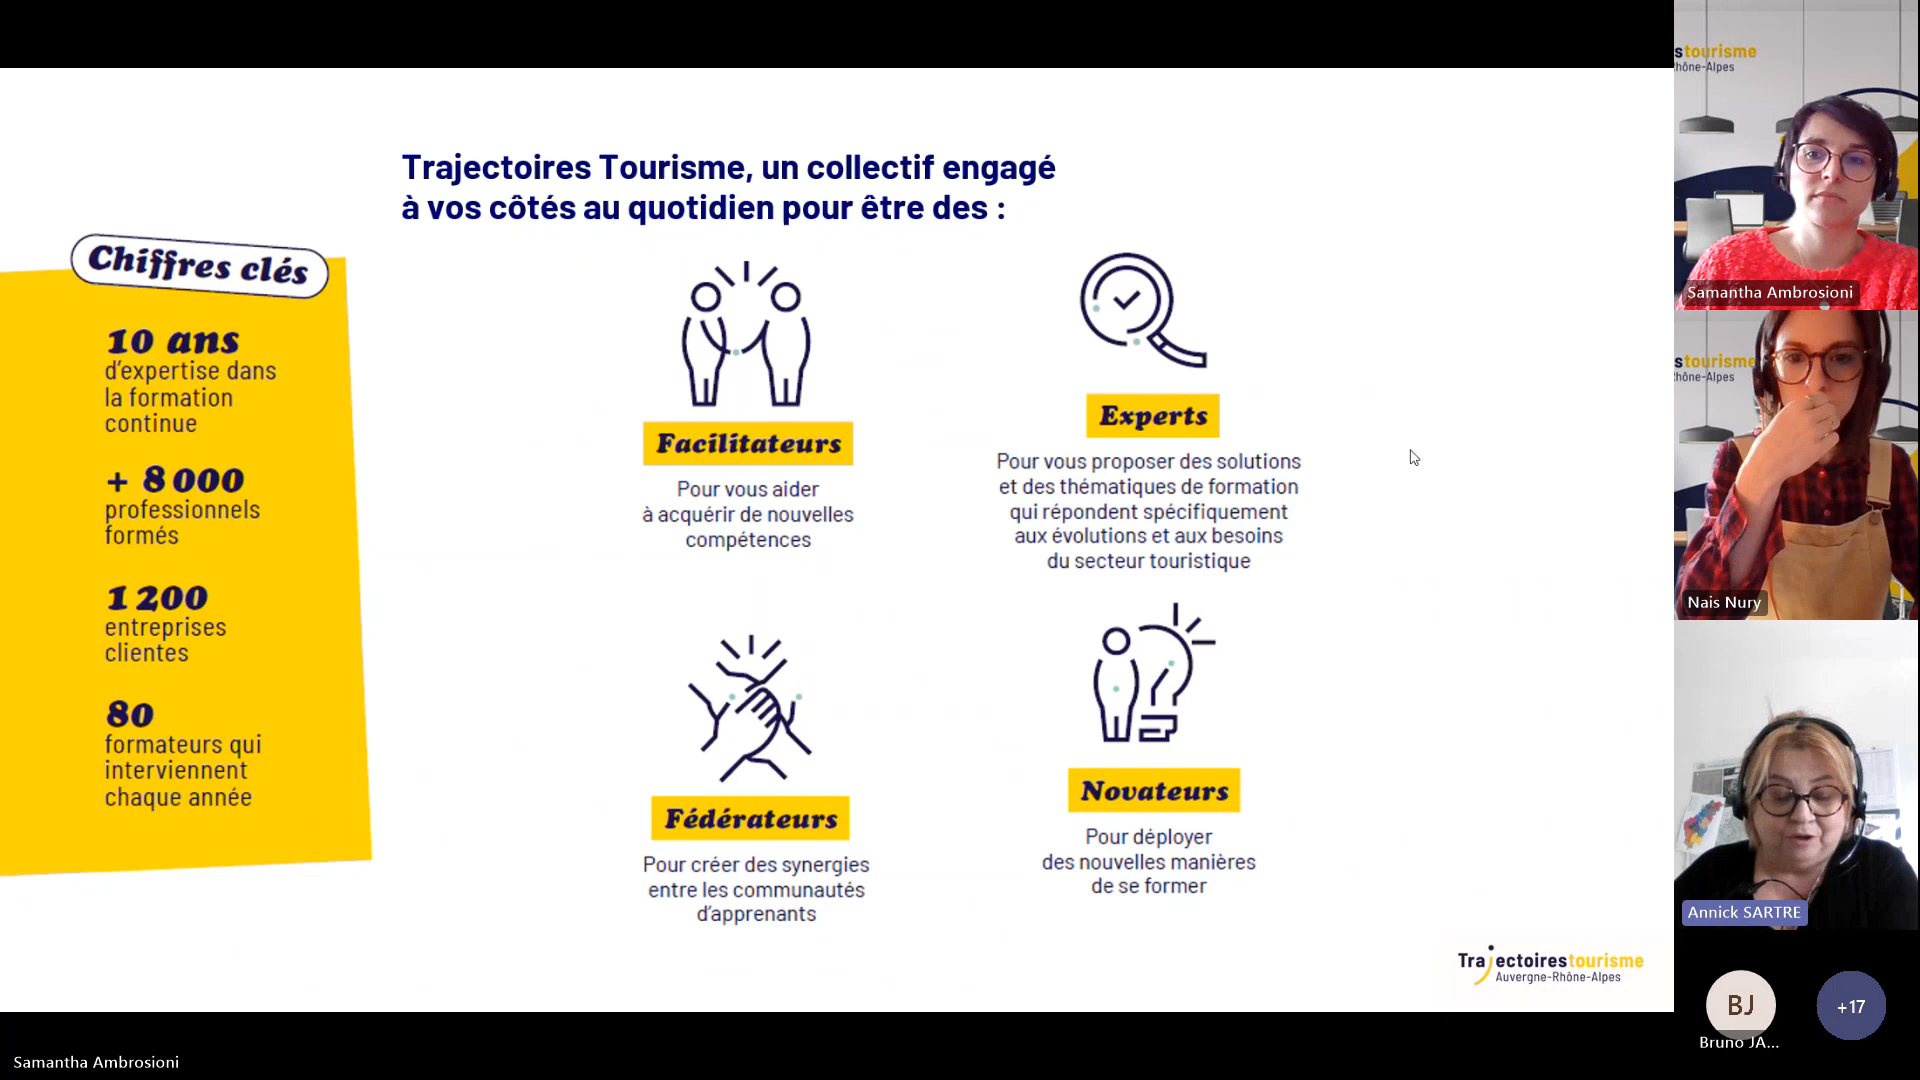 Trajectoires Tourisme, un collectif engagé
à vos côtés au quotidien pour être des :
Chiffres clés
10 ans
d'expertise dans
la formation
continue
+ 8 000
professionnels
formés
1 200
entreprises
clientes
80
formateurs qui
interviennent
chaque année
Facilitateurs
Pour vous aider
à acquérir de nouvelles
compétences
Experts
Pour vous proposer des solutions
et des thématiques de formation
qui répondent spécifiquement
aux évolutions et aux besoins
du secteur touristique
Fédérateurs
Pour créer des synergies
entre les communautés
d'apprenants
Novateurs
Pour déployer
des nouvelles manières
de se former
Trajectoirestourisme
Auvergne-Rhône-Alpes
stourisme
hône-Alpes
Samantha Ambrosioni
stourisme
hône-Alpes
Nais Nury
Annick SARTRE
BJ
+17
Bruno JA...
Samantha Ambrosioni